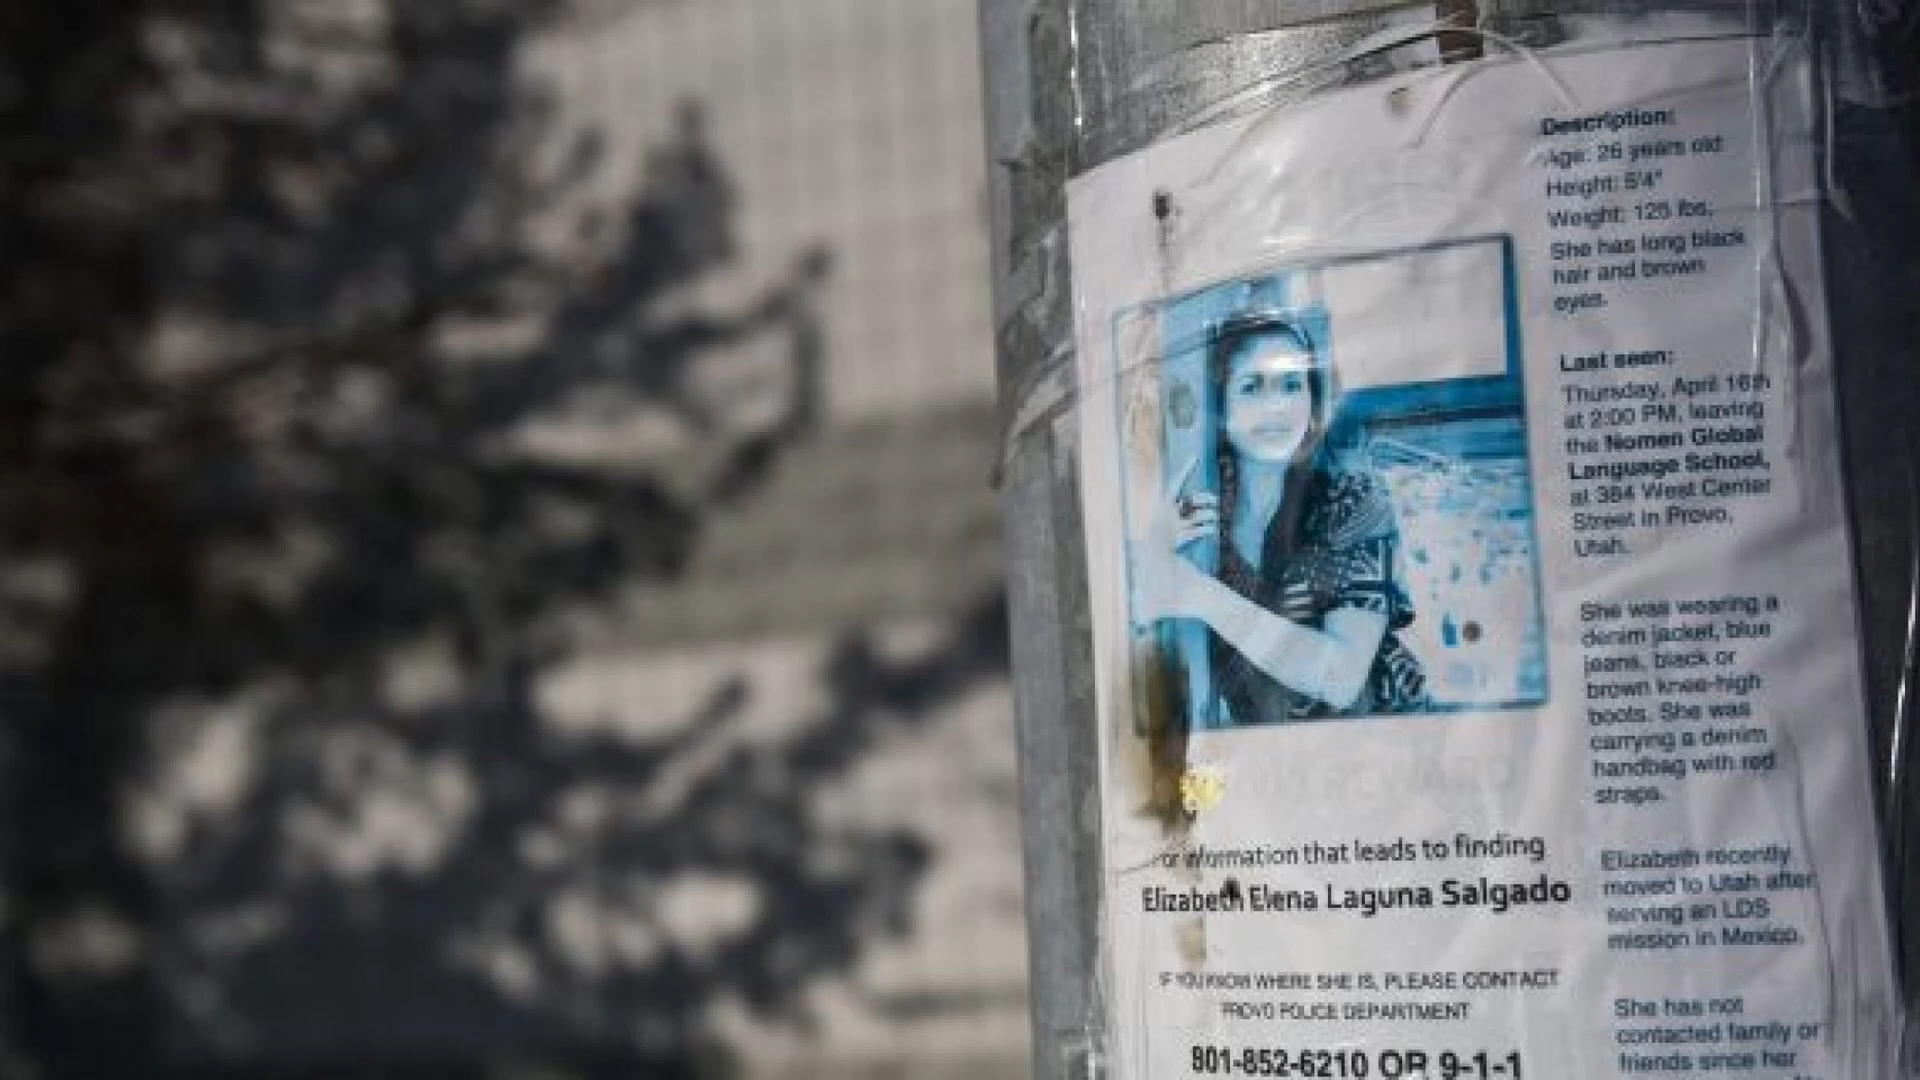 Description:
Age: 26 years old
Height: 5'4"
Weight: 125 lbs.
She has long black
hair and brown
eyes.
Last seen:
Thursday, April 16th
at 2:00 PM, leaving
the Nomen Global
Language School,
at 384 West Center
Street in Provo,
Utah.
She was wearing a
denim jacket, blue
jeans, black or
brown knee-high
boots. She was
carrying a denim
handbag with red
straps.
Elizabeth recently
moved to Utah after
serving an LDS
mission in Mexico.
She has not
contacted family or
friends since her
For information that leads to finding
Elizabeth Elena Laguna Salgado
IF YOU KNOW WHERE SHE IS, PLEASE CONTACT
PROVO POLICE DEPARTMENT
801-852-6210 OR 9-1-1